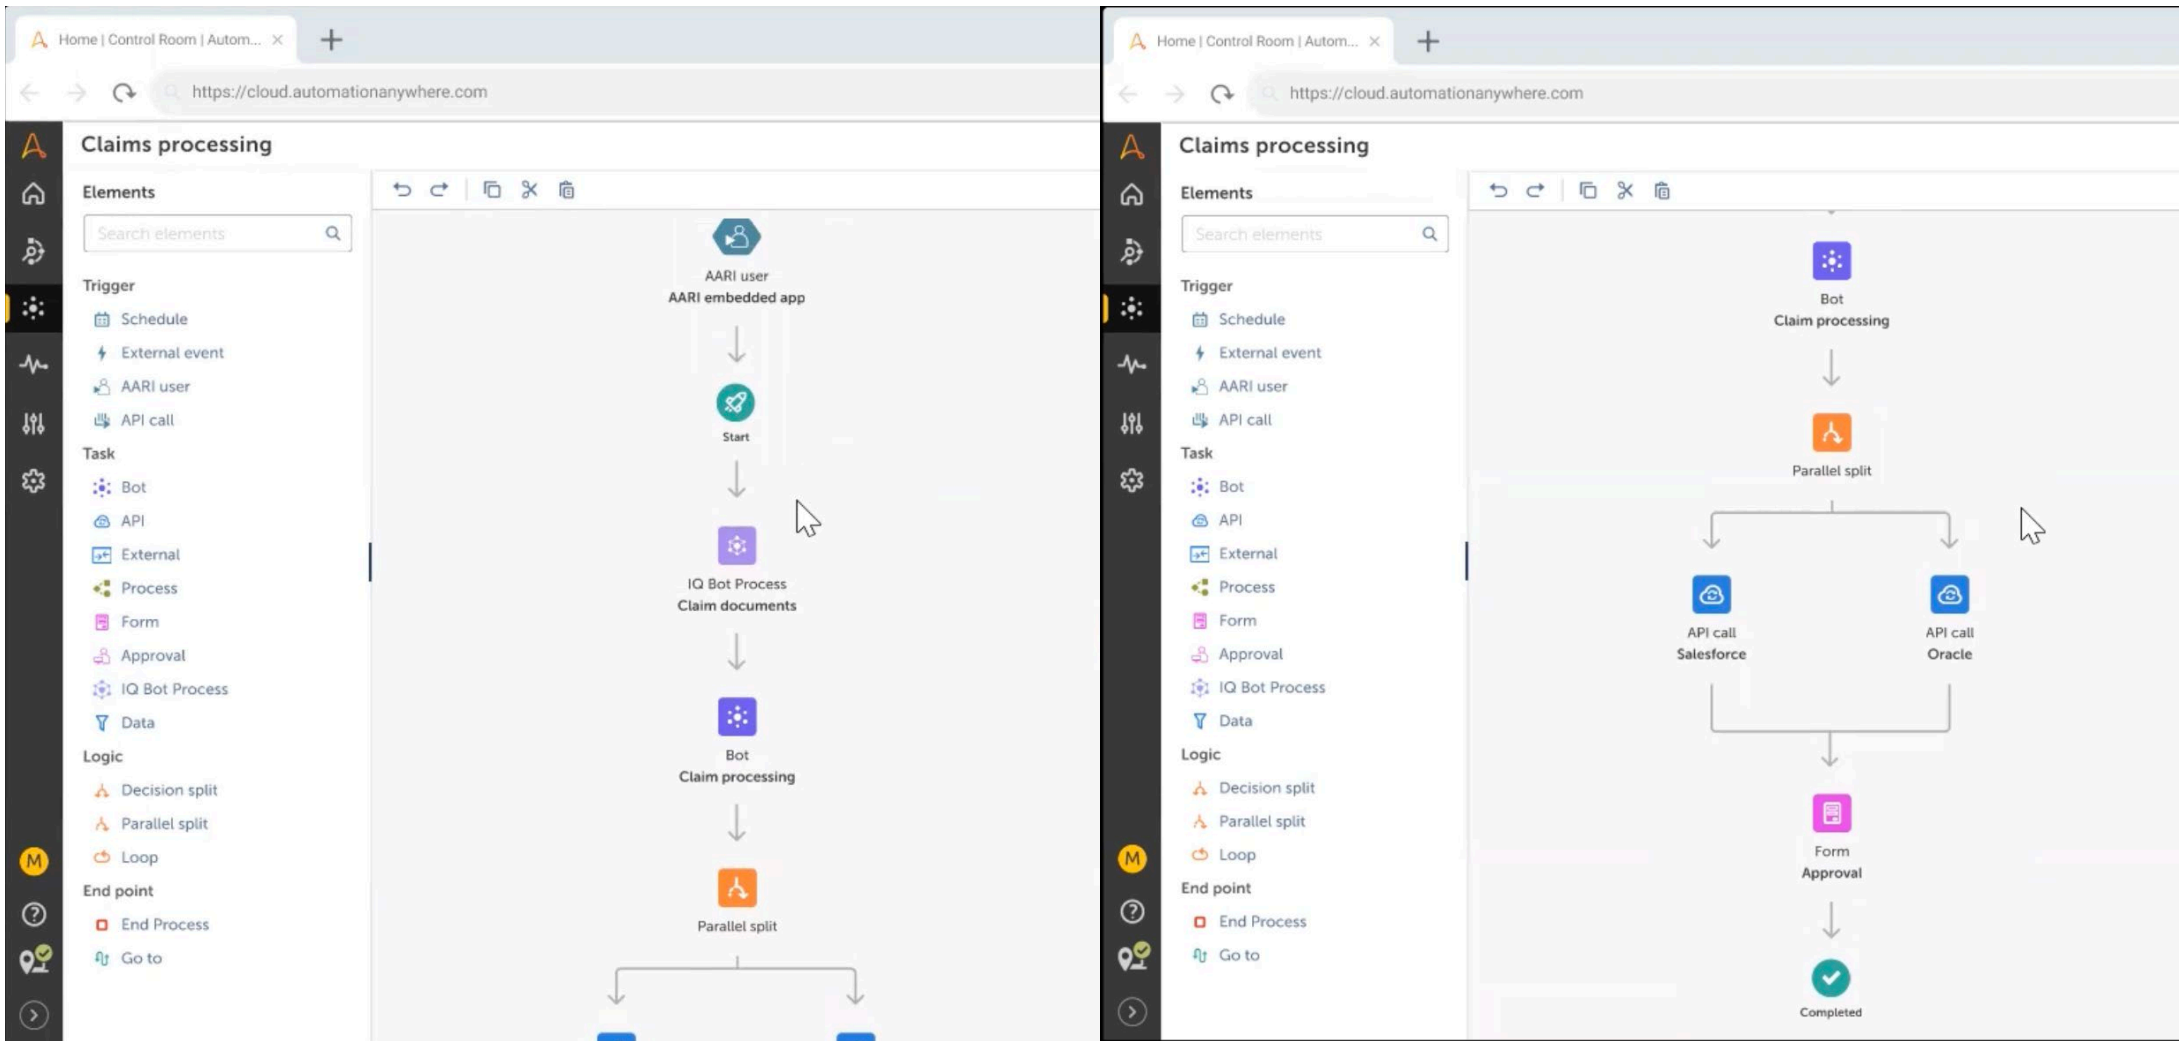 Home | Control Room | Autom...
https://cloud.automationanywhere.com
Claims processing
Elements
Search elements
Trigger
Schedule
External event
AARI user
API call
Task
Bot
API
External
Process
Form
Approval
IQ Bot Process
Data
Logic
Decision split
Parallel split
Loop
End point
End Process
Go to
M
AARI user
AARI embedded app
Start
IQ Bot Process
Claim documents
Bot
Claim processing
Parallel split
Home | Control Room | Autom...
https://cloud.automationanywhere.com
Claims processing
Elements
Search elements
Trigger
Schedule
External event
AARI user
API call
Task
Bot
API
External
Process
Form
Approval
IQ Bot Process
Data
Logic
Decision split
Parallel split
Loop
End point
End Process
Go to
M
Bot
Claim processing
Parallel split
API call
Salesforce
API call
Oracle
Form
Approval
Completed